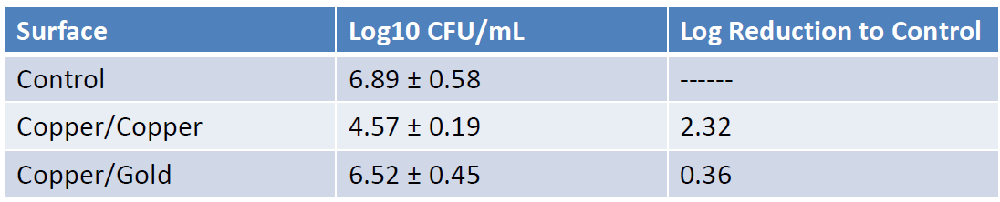 Surface Log10 CFU/mL Log Reduction to Control
Control 6.89 ± 0.58 ------
Copper/Copper 4.57 ± 0.19 2.32
Copper/Gold 6.52 ± 0.45 0.36